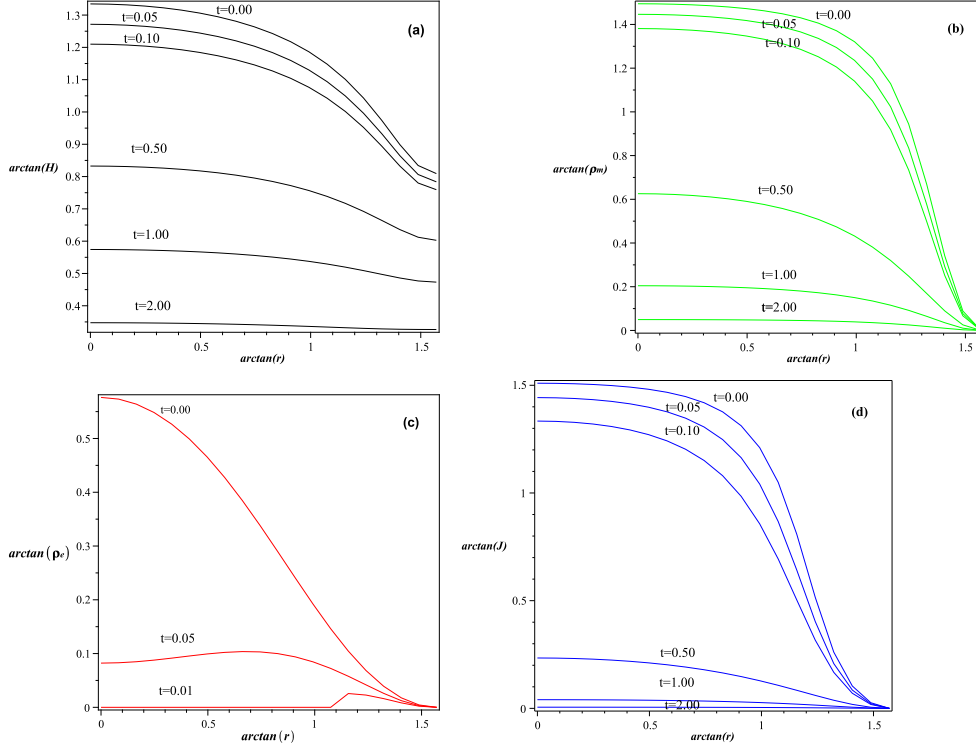 (a)
t=0.00
t=0.05
t=0.10
t=0.50
t=1.00
t=2.00
1.3
1.2
1.1
1.0
0.9
0.8
0.7
0.6
0.5
0.4
arctan(H)
0
0.5
1
1.5
arctan(r)
(b)
t=0.00
t=0.05
t=0.10
t=0.50
t=1.00
t=2.00
1.4
1.2
1
0.8
0.6
0.4
0.2
0
arctan(ρm)
0
0.5
1
1.5
arctan(r)
(c)
t=0.00
t=0.05
t=0.01
0.5
0.4
0.3
0.2
0.1
0
arctan(ρe)
0
0.5
1
1.5
arctan(r)
(d)
t=0.00
t=0.05
t=0.10
t=0.50
t=1.00
t=2.00
1.5
1
0.5
0
arctan(J)
0
0.5
1
1.5
arctan(r)